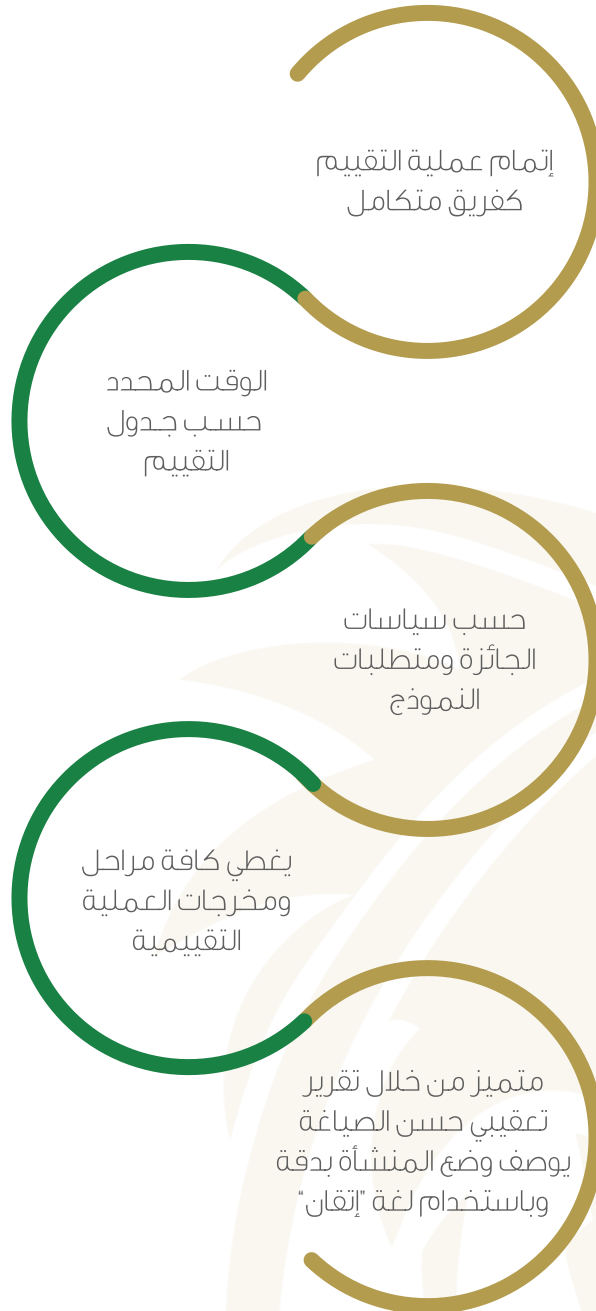 إتمام عملية التقييم
كفريق متكامل
الوقت المحدد
حسب جدول
التقييم
حسب سياسات
الجائزة ومتطلبات
النموذج
يغطي كافة مراحل
ومخرجات العملية
التقييمية
متميز من خلال تقرير
تعقيبي حسن الصياغة
يوصف وضع المنشأة بدقة
وباستخدام لغة "إتقان"